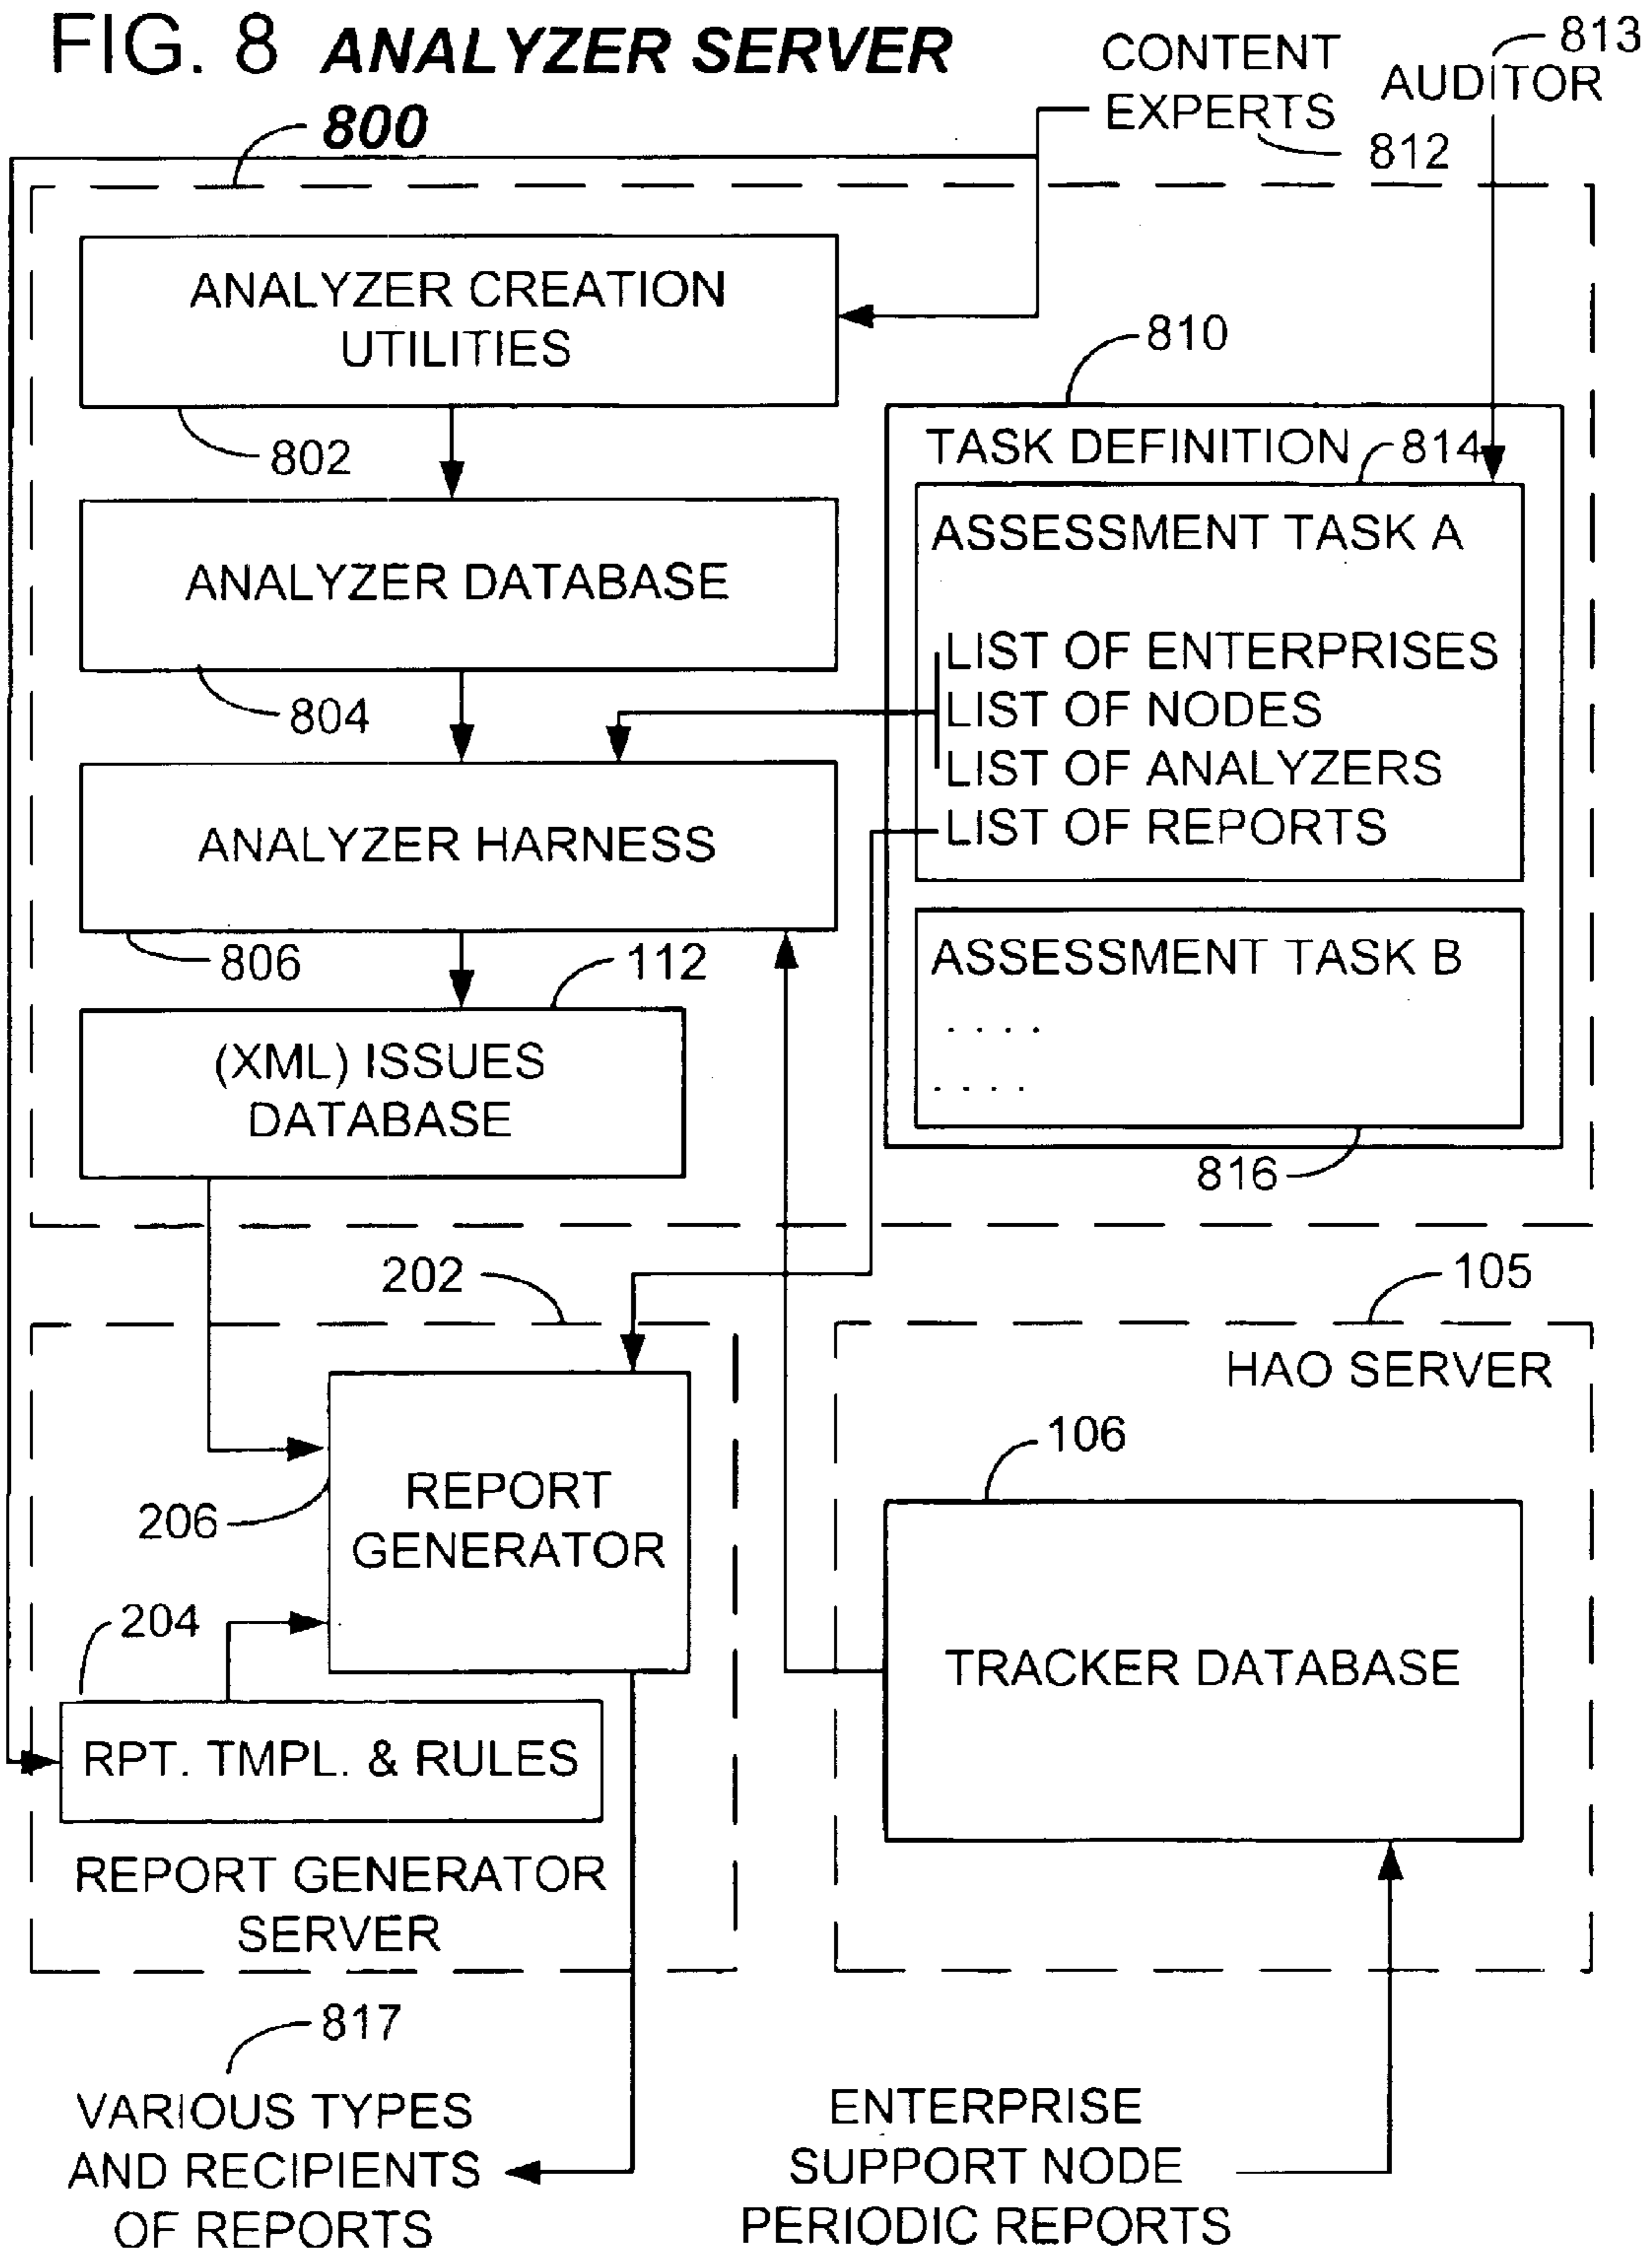 FIG. 8 ANALYZER SERVER
800
CONTENT
EXPERTS
812
813
AUDITOR
ANALYZER CREATION
UTILITIES
802
810
TASK DEFINITION
814
ASSESSMENT TASK A
LIST OF ENTERPRISES
LIST OF NODES
LIST OF ANALYZERS
LIST OF REPORTS
ANALYZER DATABASE
804
ANALYZER HARNESS
806
112
(XML) ISSUES
DATABASE
ASSESSMENT TASK B
. . . .
. . . .
816
202
105
HAO SERVER
106
REPORT
GENERATOR
206
204
TRACKER DATABASE
RPT. TMPL. & RULES
REPORT GENERATOR
SERVER
817
VARIOUS TYPES
AND RECIPIENTS
OF REPORTS
ENTERPRISE
SUPPORT NODE
PERIODIC REPORTS